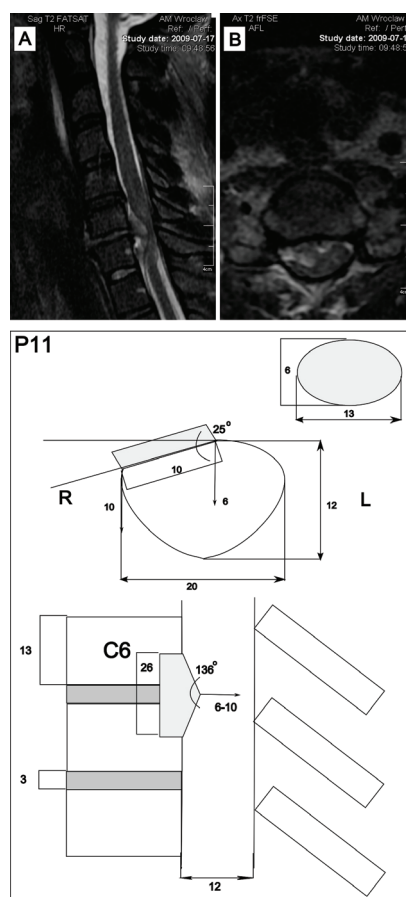 A
Sag T2 FATSAT
HR
AM Wroclaw
Ref: / Perf
Study date: 2009-07-17
Study time: 09:48:56
4cm
B
Ax T2 frFSE
AFL
AM Wroclaw
Ref: / Perf
Study date: 2009-07-1
Study time: 09:48:5
4c
P11
6
13
25°
10
R
10
6
12
L
20
13
C6
26
136°
6-10
3
12